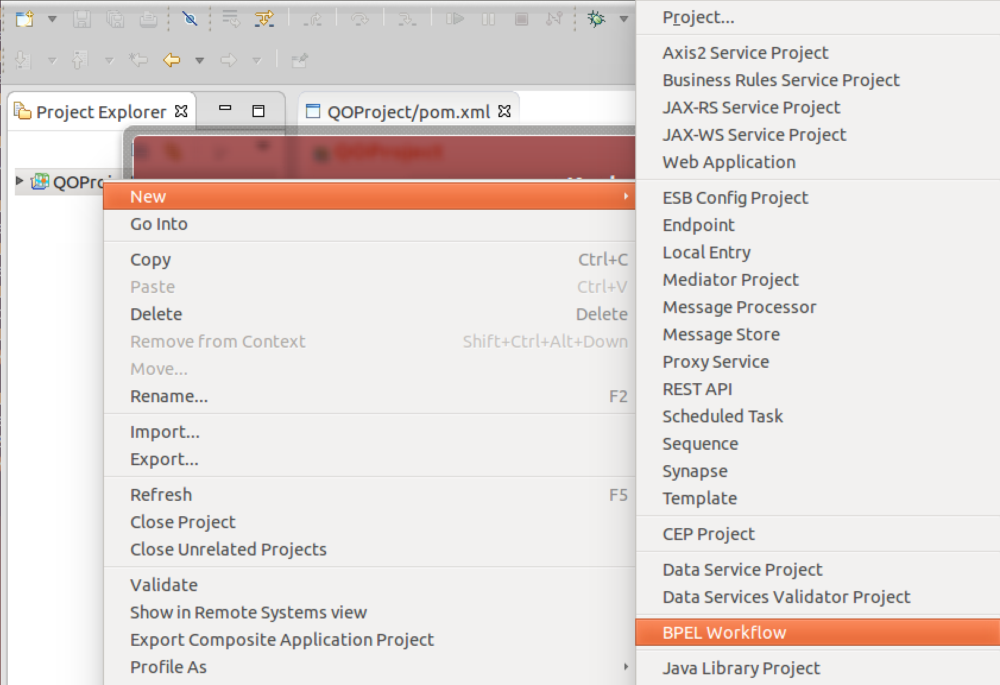 Project Explorer
QOProject/pom.xml
QOProject
New
Go Into
Copy Ctrl+C
Paste Ctrl+V
Delete Delete
Remove from Context Shift+Ctrl+Alt+Down
Move...
Rename... F2
Import...
Export...
Refresh F5
Close Project
Close Unrelated Projects
Validate
Show in Remote Systems view
Export Composite Application Project
Profile As
Project...
Axis2 Service Project
Business Rules Service Project
JAX-RS Service Project
JAX-WS Service Project
Web Application
ESB Config Project
Endpoint
Local Entry
Mediator Project
Message Processor
Message Store
Proxy Service
REST API
Scheduled Task
Sequence
Synapse
Template
CEP Project
Data Service Project
Data Services Validator Project
BPEL Workflow
Java Library Project